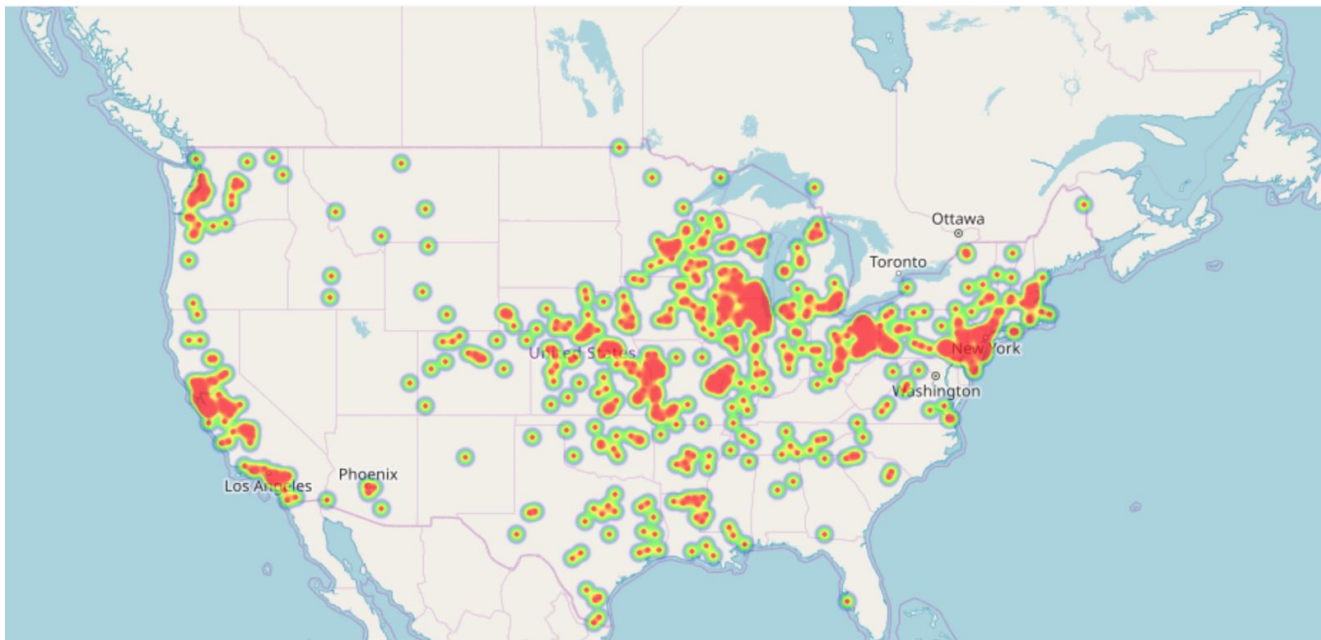 Ottawa
Toronto
United States
New York
Washington
Phoenix
Los Angeles